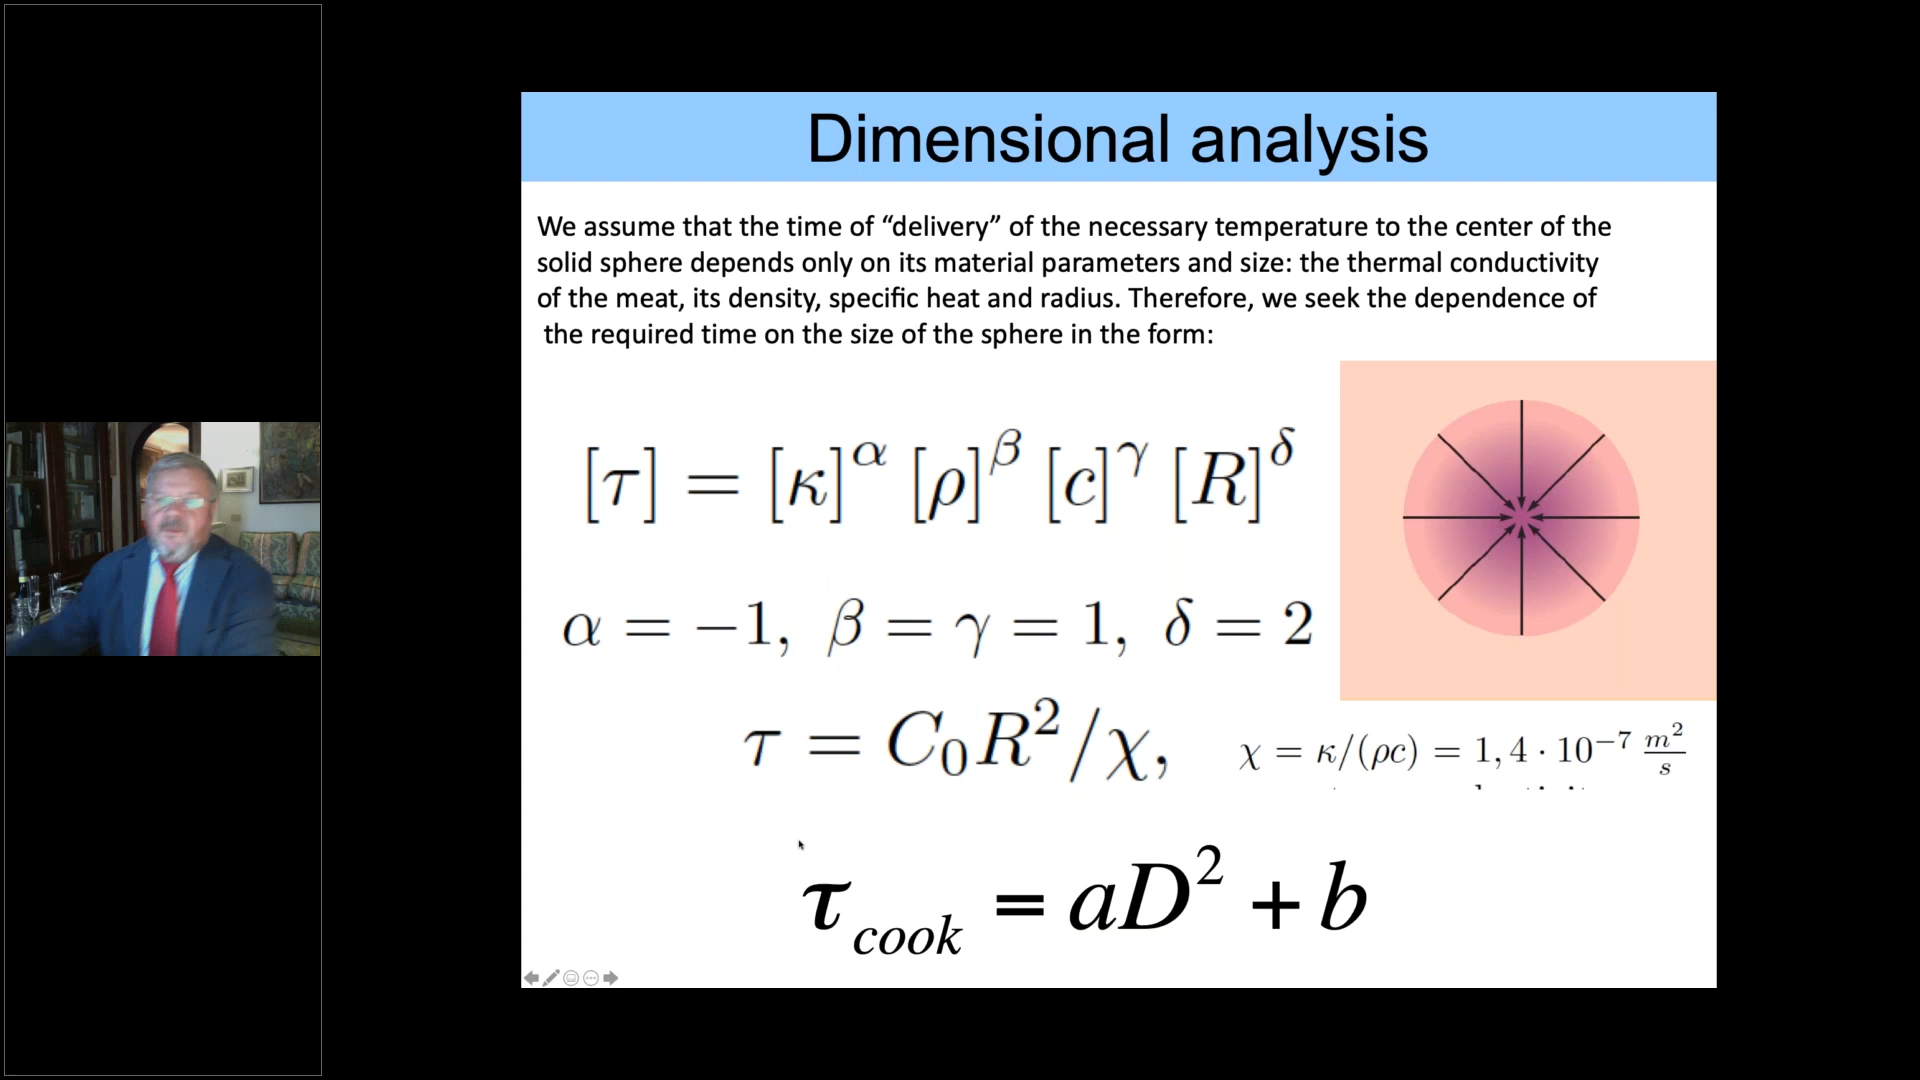 Dimensional analysis
We assume that the time of “delivery” of the necessary temperature to the center of the
solid sphere depends only on its material parameters and size: the thermal conductivity
of the meat, its density, specific heat and radius. Therefore, we seek the dependence of
the required time on the size of the sphere in the form:
[τ] = [κ]^α [ρ]^β [c]^γ [R]^δ
α = −1, β = γ = 1, δ = 2
τ = C₀R²/χ,
χ = κ/(ρc) = 1,4 · 10⁻⁷ m²/s
τ_cook = aD² + b